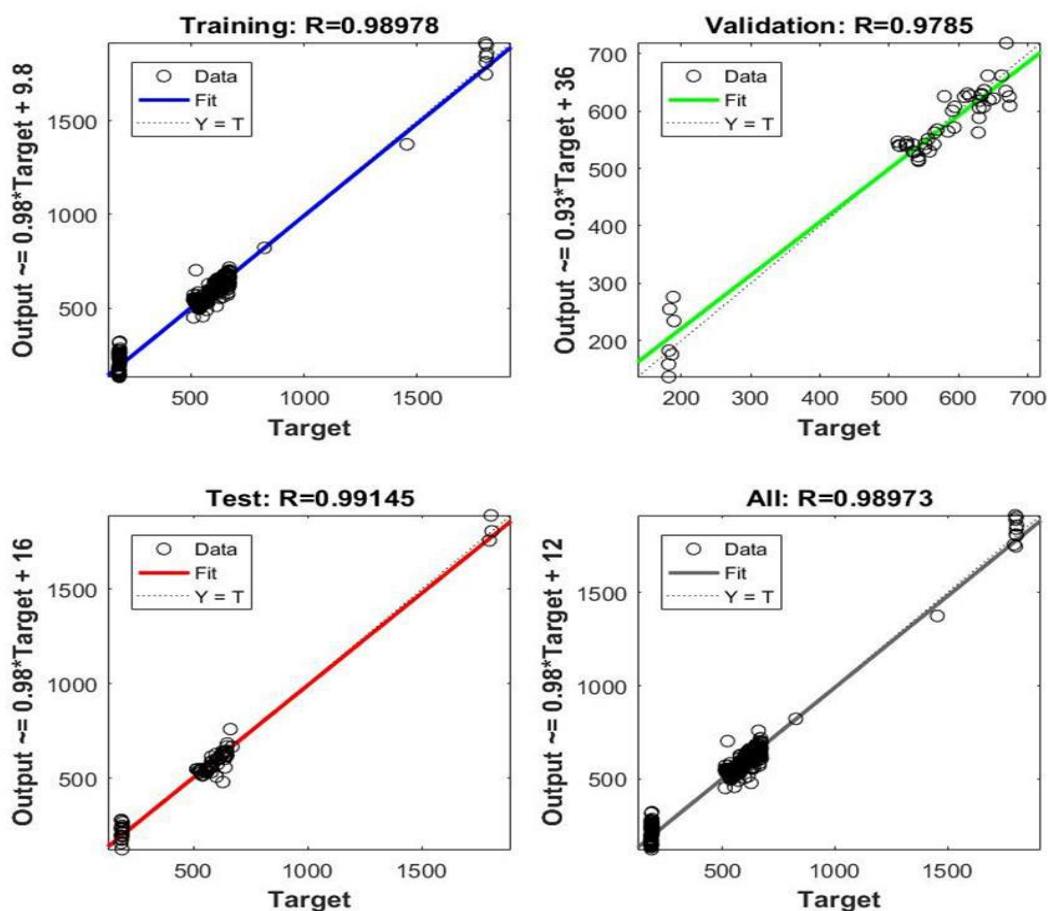 Training: R=0.98978
Output ~= 0.98*Target + 9.8
Data
Fit
Y = T
1500
1000
500
500
1000
1500
Target
Validation: R=0.9785
Output ~= 0.93*Target + 36
Data
Fit
Y = T
700
600
500
400
300
200
200
300
400
500
600
700
Target
Test: R=0.99145
Output ~= 0.98*Target + 16
Data
Fit
Y = T
1500
1000
500
500
1000
1500
Target
All: R=0.98973
Output ~= 0.98*Target + 12
Data
Fit
Y = T
1500
1000
500
500
1000
1500
Target